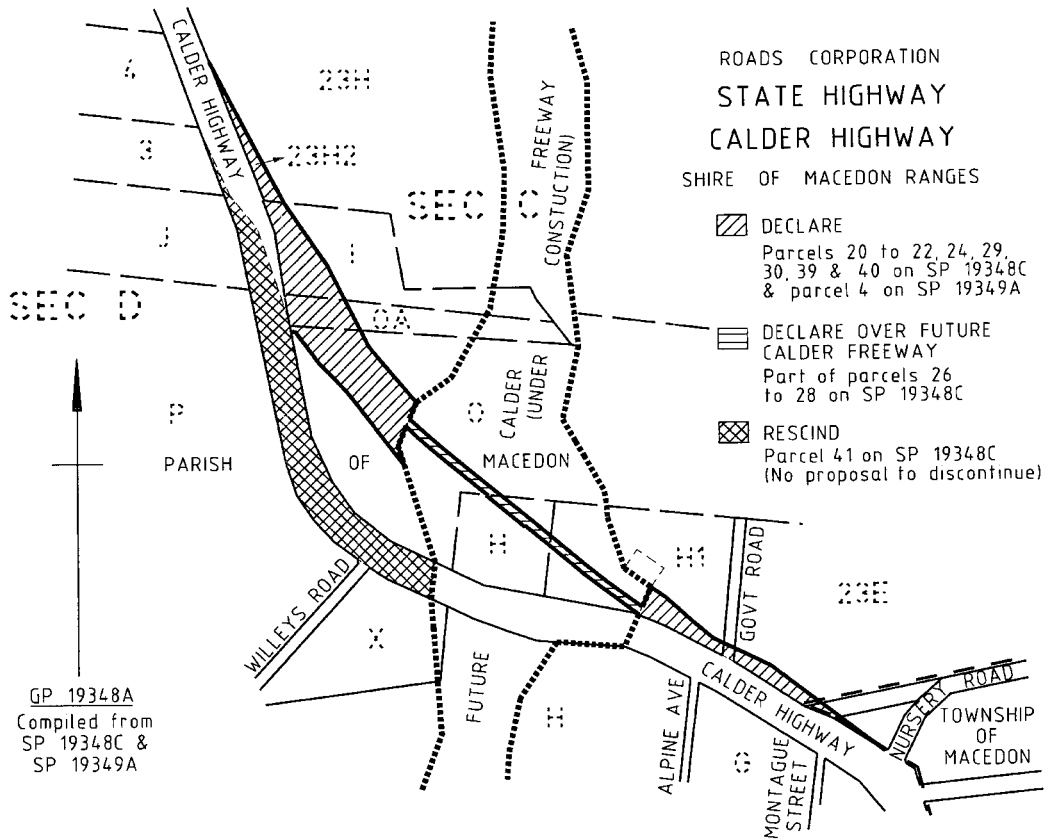 ROADS CORPORATION
STATE HIGHWAY
CALDER HIGHWAY
SHIRE OF MACEDON RANGES
DECLARE
Parcels 20 to 22, 24, 29,
30, 39 & 40 on SP 19348C
& parcel 4 on SP 19349A
DECLARE OVER FUTURE
CALDER FREEWAY
Part of parcels 26
to 28 on SP 19348C
RESCIND
Parcel 41 on SP 19348C
(No proposal to discontinue)
CALDER HIGHWAY
4
23H
3
23H2
SEC C
FREEWAY
CONSTUCTION)
J
I
SEC D
OA
P
O
CALDER
(UNDER
PARISH
OF
MACEDON
H
H1
GOVT ROAD
23E
WILLEYS ROAD
X
FUTURE
H
CALDER HIGHWAY
ALPINE AVE
G
MONTAGUE
STREET
NURSERY ROAD
TOWNSHIP
OF
MACEDON
GP 19348A
Compiled from
SP 19348C &
SP 19349A